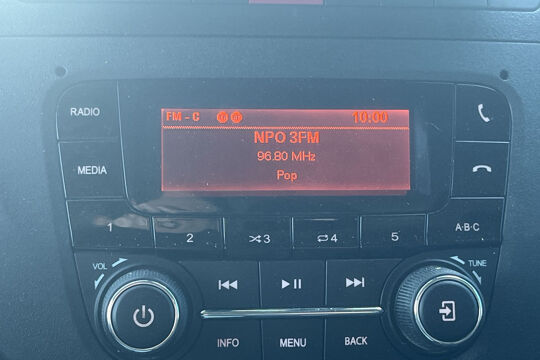 RADIO
MEDIA
FM - C 10:00
NPO 3FM
96.80 MHz
Pop
1
2
3
4
5
A·B·C
VOL
TUNE
INFO
MENU
BACK